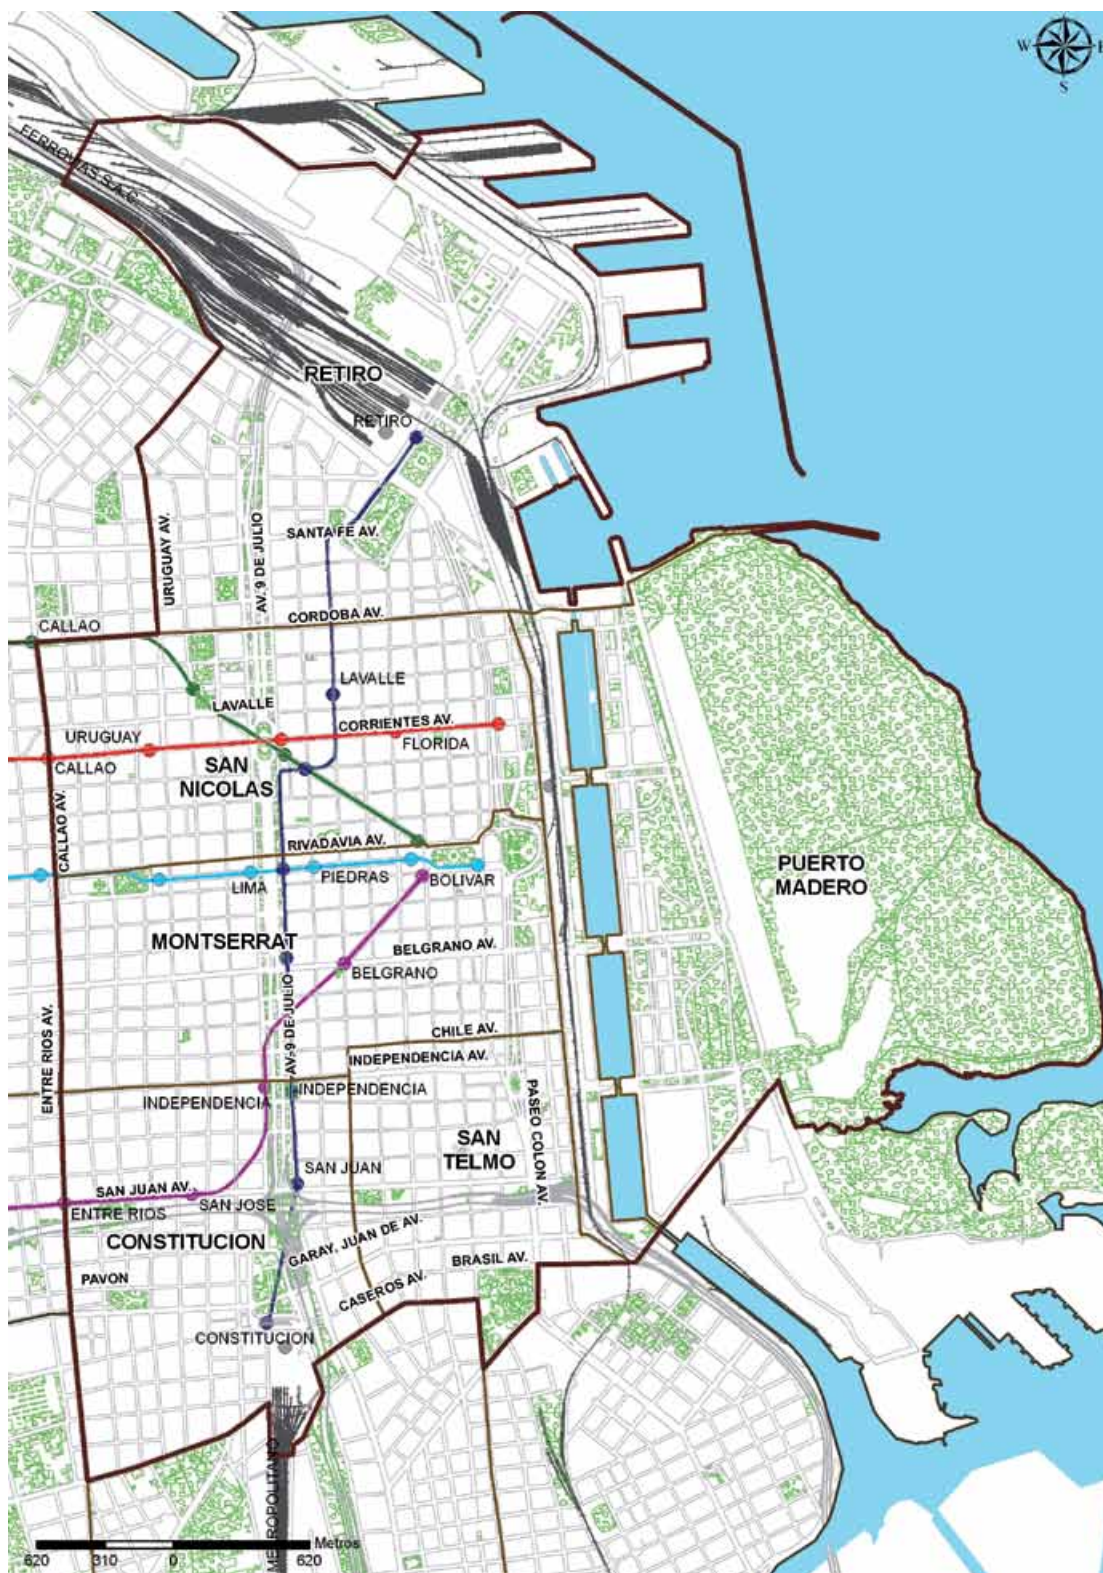 W
E
S
FERROVIAS S.A.C.
RETIRO
RETIRO
URUGUAY AV.
AV. 9 DE JULIO
SANTA FE AV.
CALLAO
CORDOBA AV.
LAVALLE
LAVALLE
URUGUAY
CORRIENTES AV.
FLORIDA
CALLAO
SAN
NICOLAS
CALLAO AV.
RIVADAVIA AV.
LIMA
PIEDRAS
BOLIVAR
PUERTO
MADERO
MONTSERRAT
BELGRANO AV.
BELGRANO
ENTRE RIOS AV.
AV. 9 DE JULIO
CHILE AV.
INDEPENDENCIA AV.
INDEPENDENCIA
INDEPENDENCIA
PASEO COLON AV.
SAN
TELMO
SAN JUAN
SAN JUAN AV.
SAN JOSE
ENTRE RIOS
CONSTITUCION
GARAY, JUAN DE AV.
BRASIL AV.
PAVON
CASEROS AV.
CONSTITUCION
METROPOLITANO
Metros
620 310 0 620